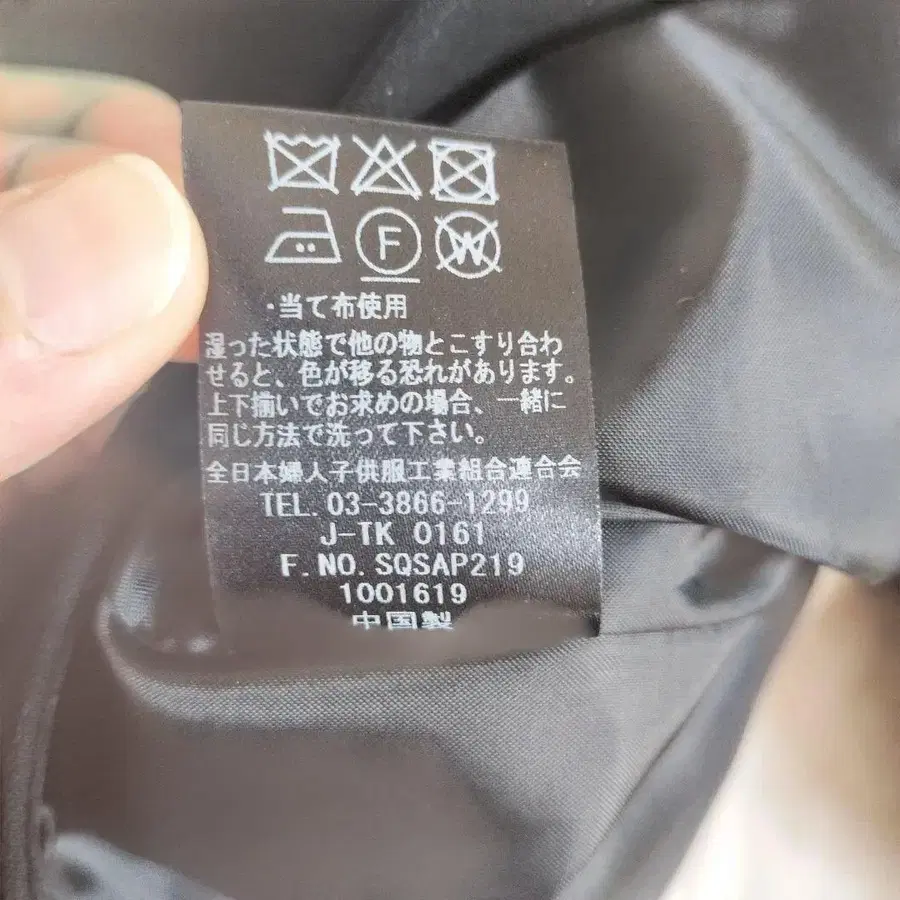 F W
・当て布使用
湿った状態で他の物とこすり合わ
せると、色が移る恐れがあります。
上下揃いでお求めの場合、一緒に
同じ方法で洗って下さい。
全日本婦人子供服工業組合連合会
TEL. 03-3866-1299
J-TK 0161
F. NO. SQSAP219
1001619
中国製